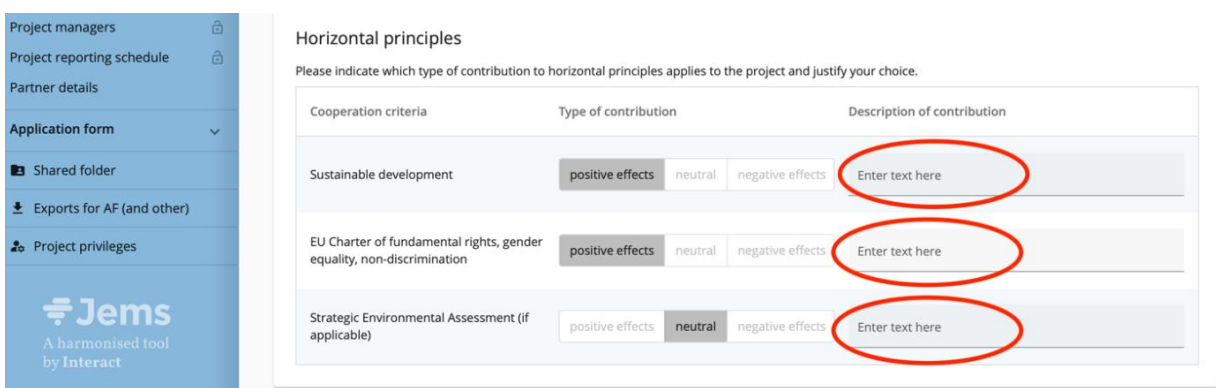 Project managers
Project reporting schedule
Partner details
Application form
Shared folder
Exports for AF (and other)
Project privileges
Jems
A harmonised tool
by Interact
Horizontal principles
Please indicate which type of contribution to horizontal principles applies to the project and justify your choice.
Cooperation criteria Type of contribution Description of contribution
Sustainable development positive effects neutral negative effects Enter text here
EU Charter of fundamental rights, gender
equality, non-discrimination positive effects neutral negative effects Enter text here
Strategic Environmental Assessment (if
applicable) positive effects neutral negative effects Enter text here